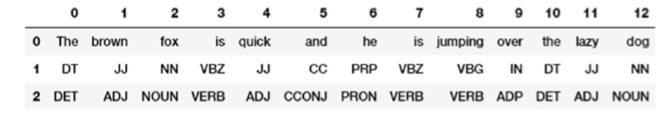 0 1 2 3 4 5 6 7 8 9 10 11 12
0 The brown fox is quick and he is jumping over the lazy dog
1 DT JJ NN VBZ JJ CC PRP VBZ VBG IN DT JJ NN
2 DET ADJ NOUN VERB ADJ CCONJ PRON VERB VERB ADP DET ADJ NOUN